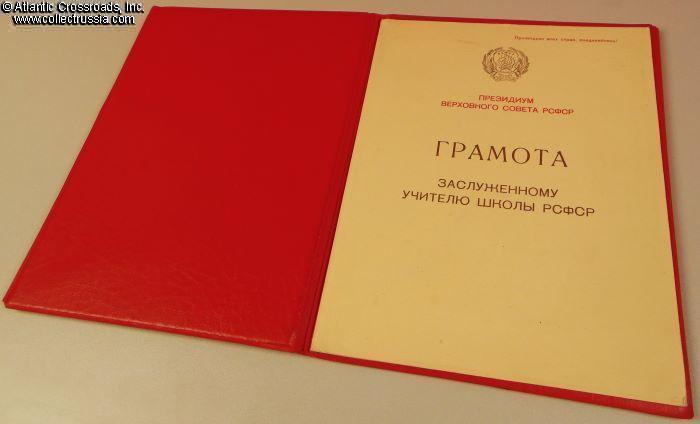 © Atlantic Crossroads, Inc.
www.collectrussia.com
Пролетарии всех стран, соединяйтесь!
ПРЕЗИДИУМ
ВЕРХОВНОГО СОВЕТА РСФСР
ГРАМОТА
ЗАСЛУЖЕННОМУ
УЧИТЕЛЮ ШКОЛЫ РСФСР